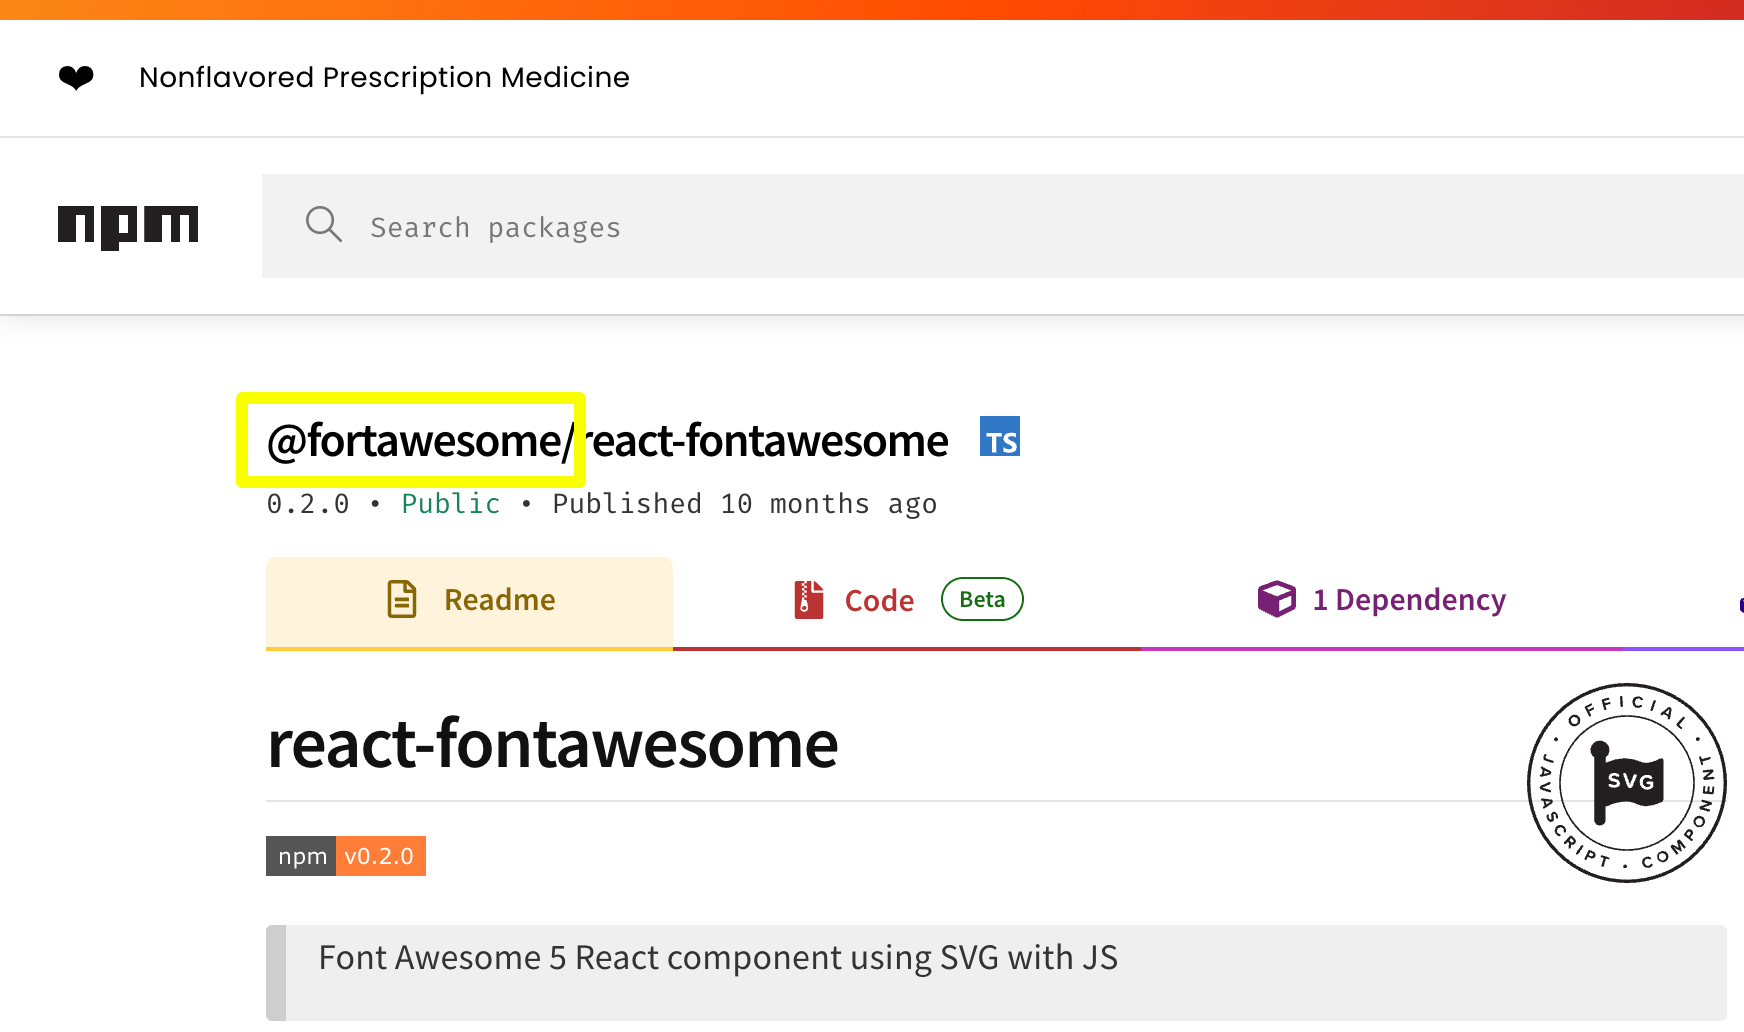 ❤ Nonflavored Prescription Medicine
npm
Search packages
@fortawesome/react-fontawesome TS
0.2.0 • Public • Published 10 months ago
Readme Code Beta 1 Dependency
react-fontawesome
OFFICIAL • JAVASCRIPT • COMPONENT •
SVG
npm v0.2.0
Font Awesome 5 React component using SVG with JS